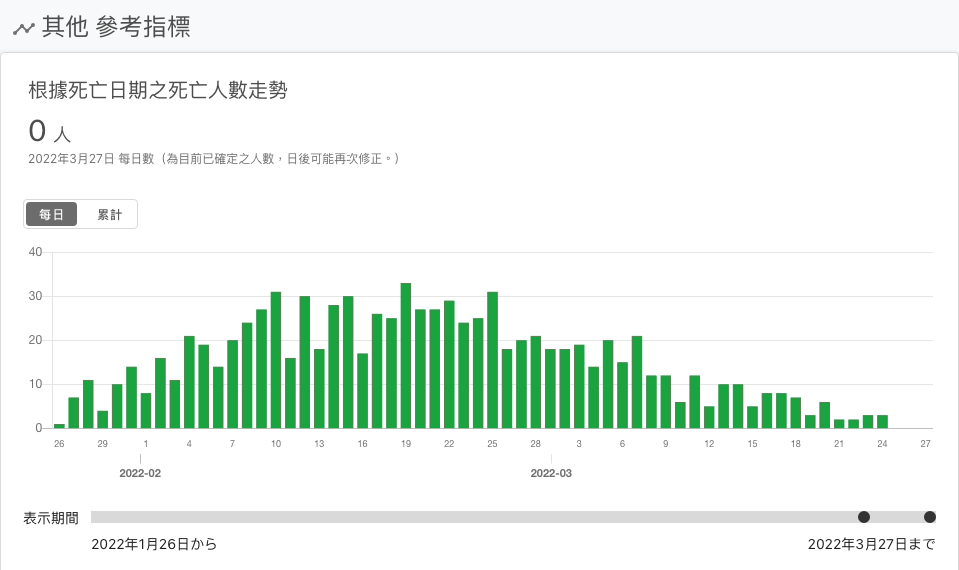 其他 參考指標
根據死亡日期之死亡人數走勢
0 人
2022年3月27日 每日數（為目前已確定之人數，日後可能再次修正。）
每日 累計
40
30
20
10
0
26 29 1 4 7 10 13 16 19 22 25 28 3 6 9 12 15 18 21 24 27
2022-02 2022-03
表示期間
2022年1月26日から 2022年3月27日まで